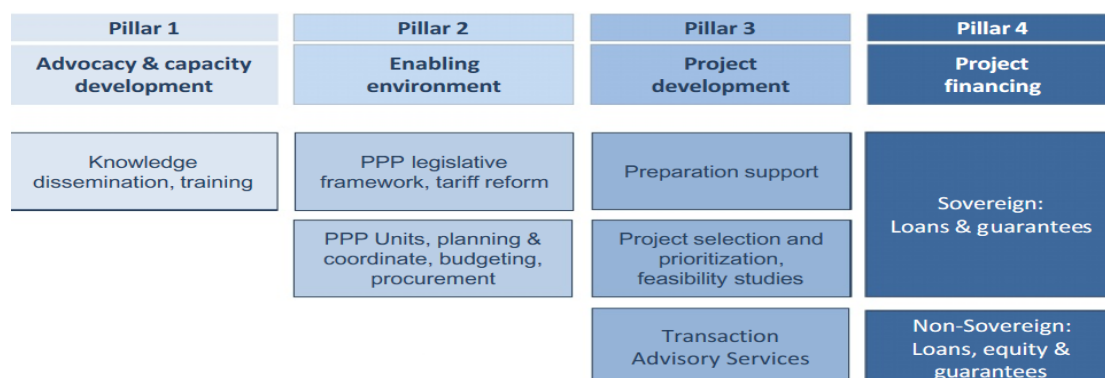 Pillar 1
Pillar 2
Pillar 3
Pillar 4
Advocacy & capacity
development
Enabling
environment
Project
development
Project
financing
Knowledge
dissemination, training
PPP legislative
framework, tariff reform
Preparation support
Sovereign:
Loans & guarantees
PPP Units, planning &
coordinate, budgeting,
procurement
Project selection and
prioritization,
feasibility studies
Transaction
Advisory Services
Non-Sovereign:
Loans, equity &
guarantees